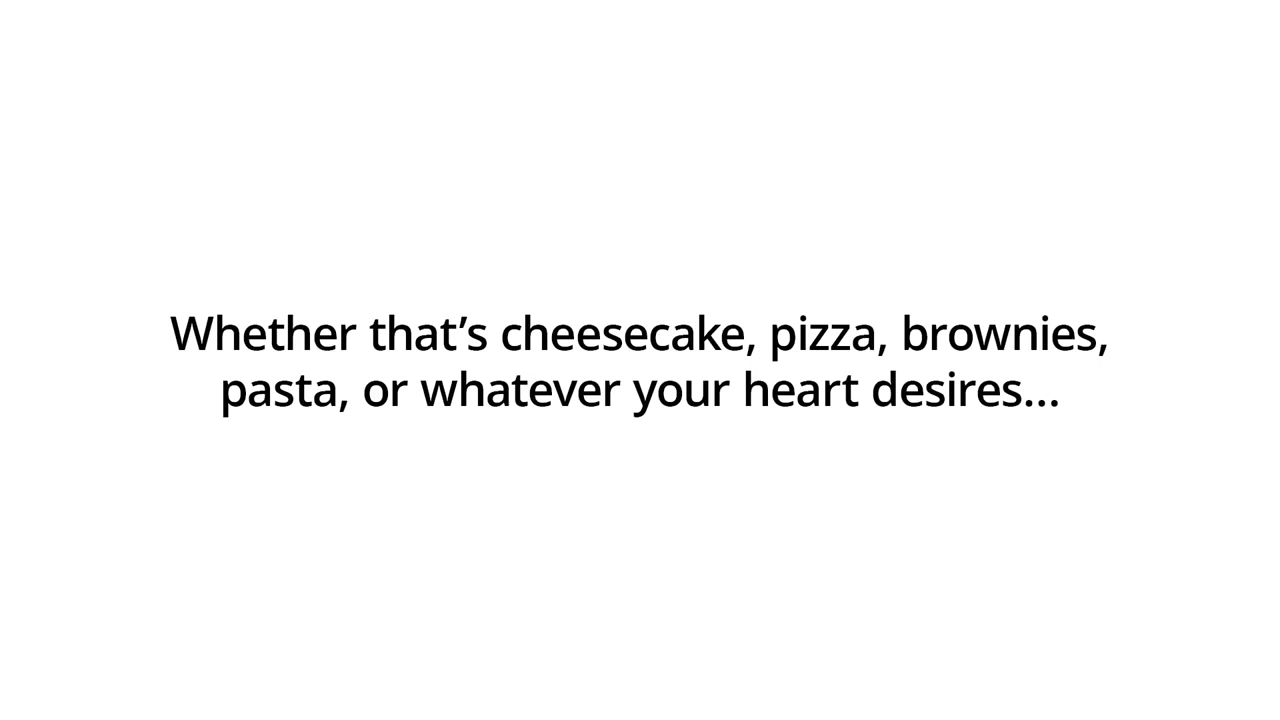 Whether that’s cheesecake, pizza, brownies,
pasta, or whatever your heart desires...